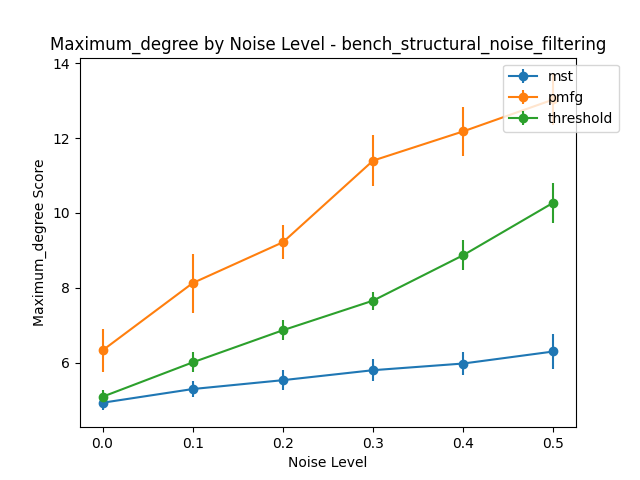 Maximum_degree by Noise Level - bench_structural_noise_filtering
mst
pmfg
threshold
Maximum_degree Score
14
12
10
8
6
0.0 0.1 0.2 0.3 0.4 0.5
Noise Level